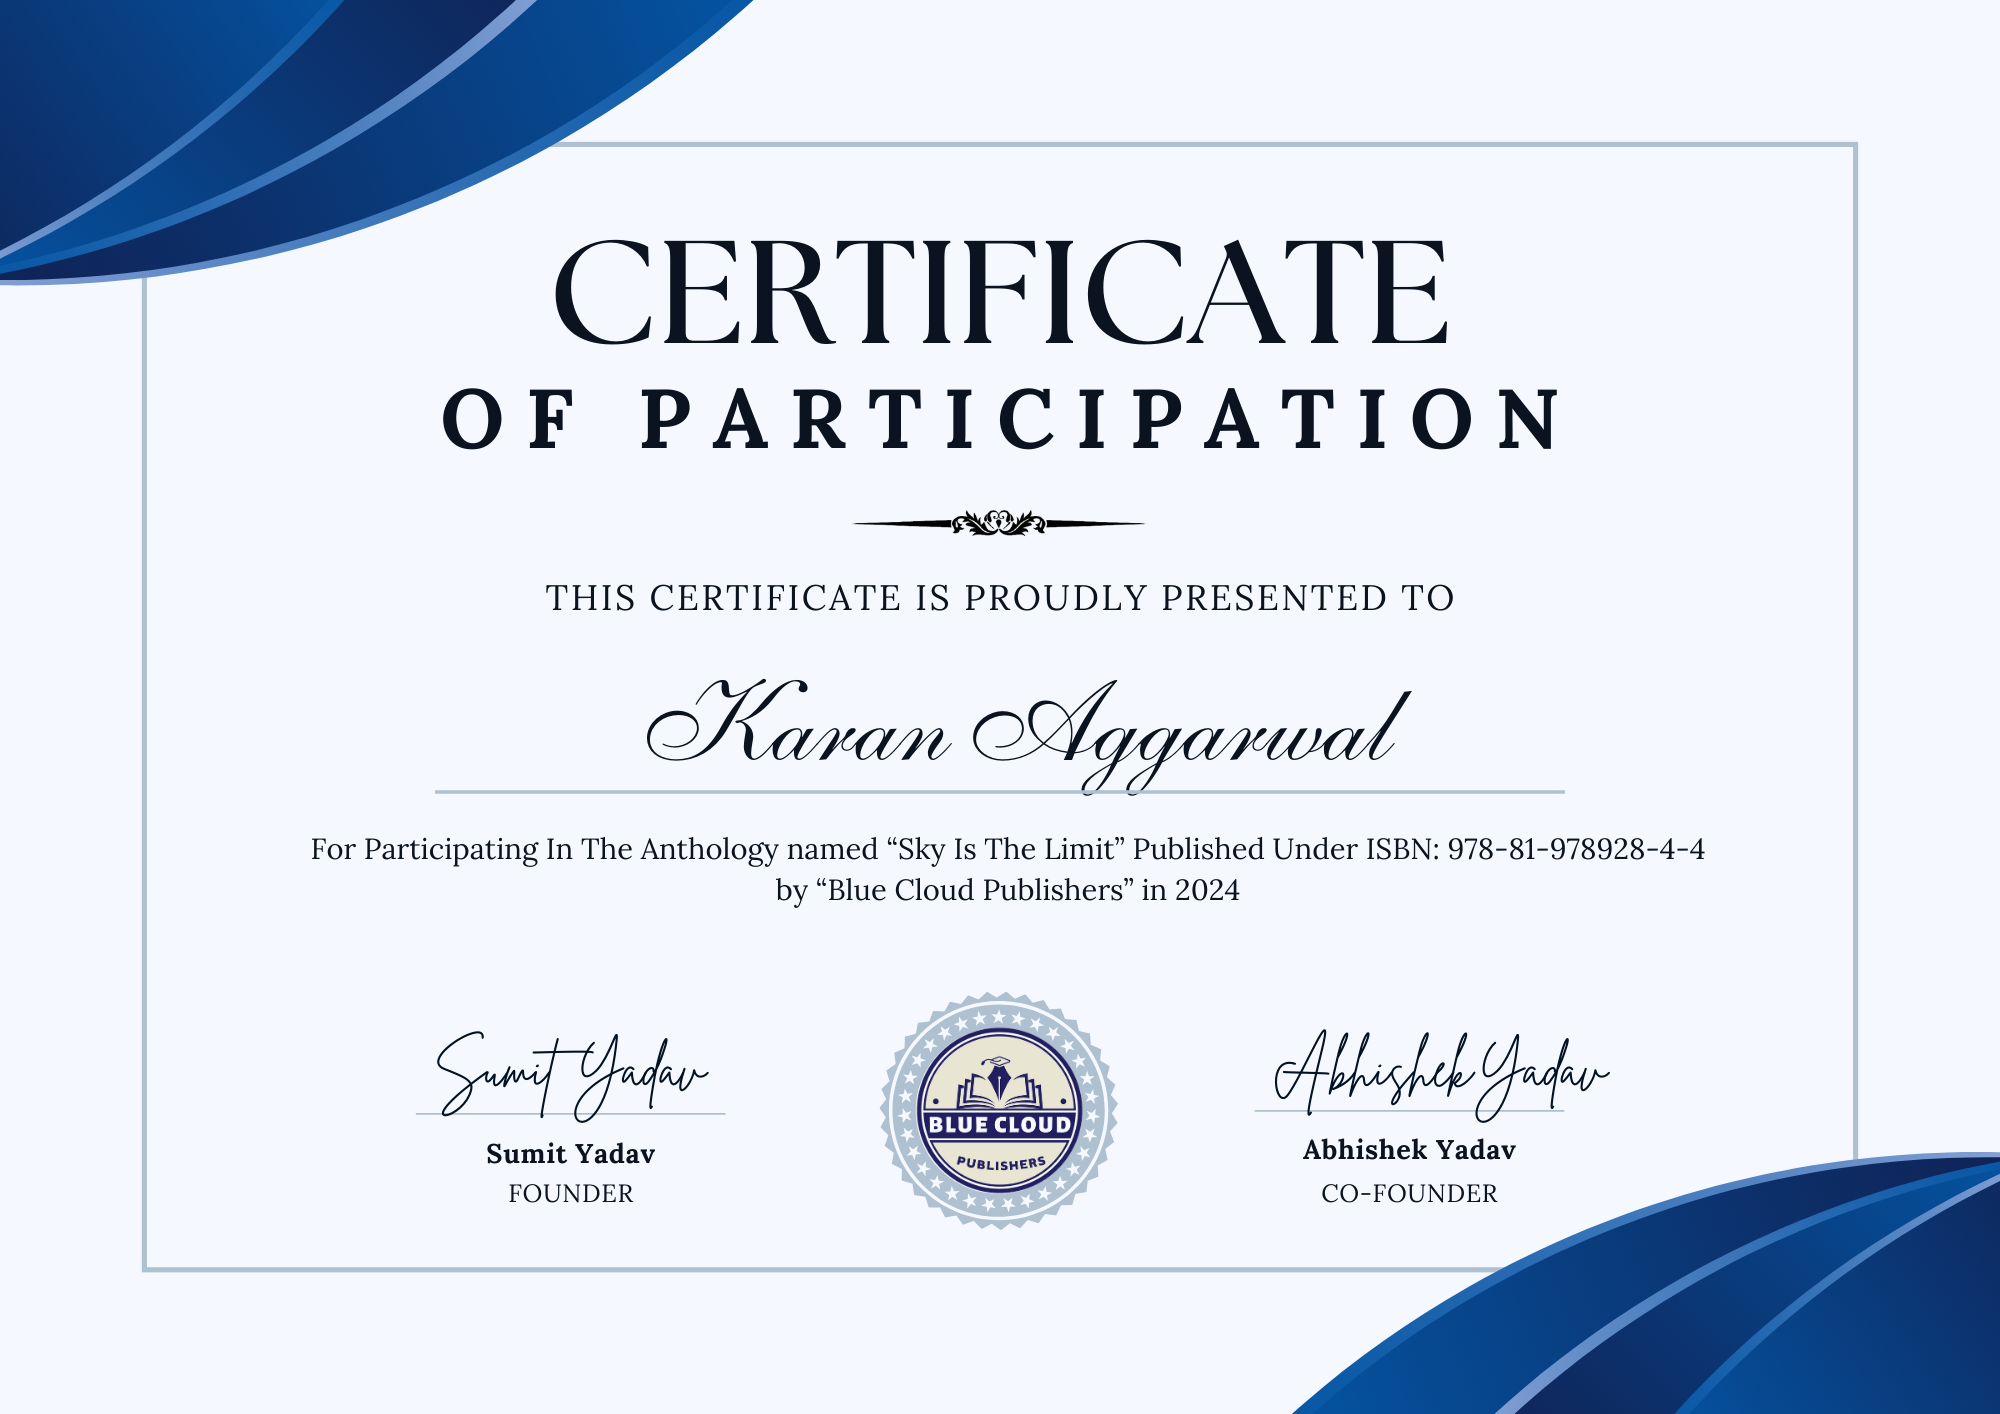 CERTIFICATE
OF PARTICIPATION
THIS CERTIFICATE IS PROUDLY PRESENTED TO
Karan Aggarwal
For Participating In The Anthology named “Sky Is The Limit” Published Under ISBN: 978-81-978928-4-4
by “Blue Cloud Publishers” in 2024
Sumit Yadav
Sumit Yadav
FOUNDER
BLUE CLOUD
PUBLISHERS
Abhishek Yadav
Abhishek Yadav
CO-FOUNDER